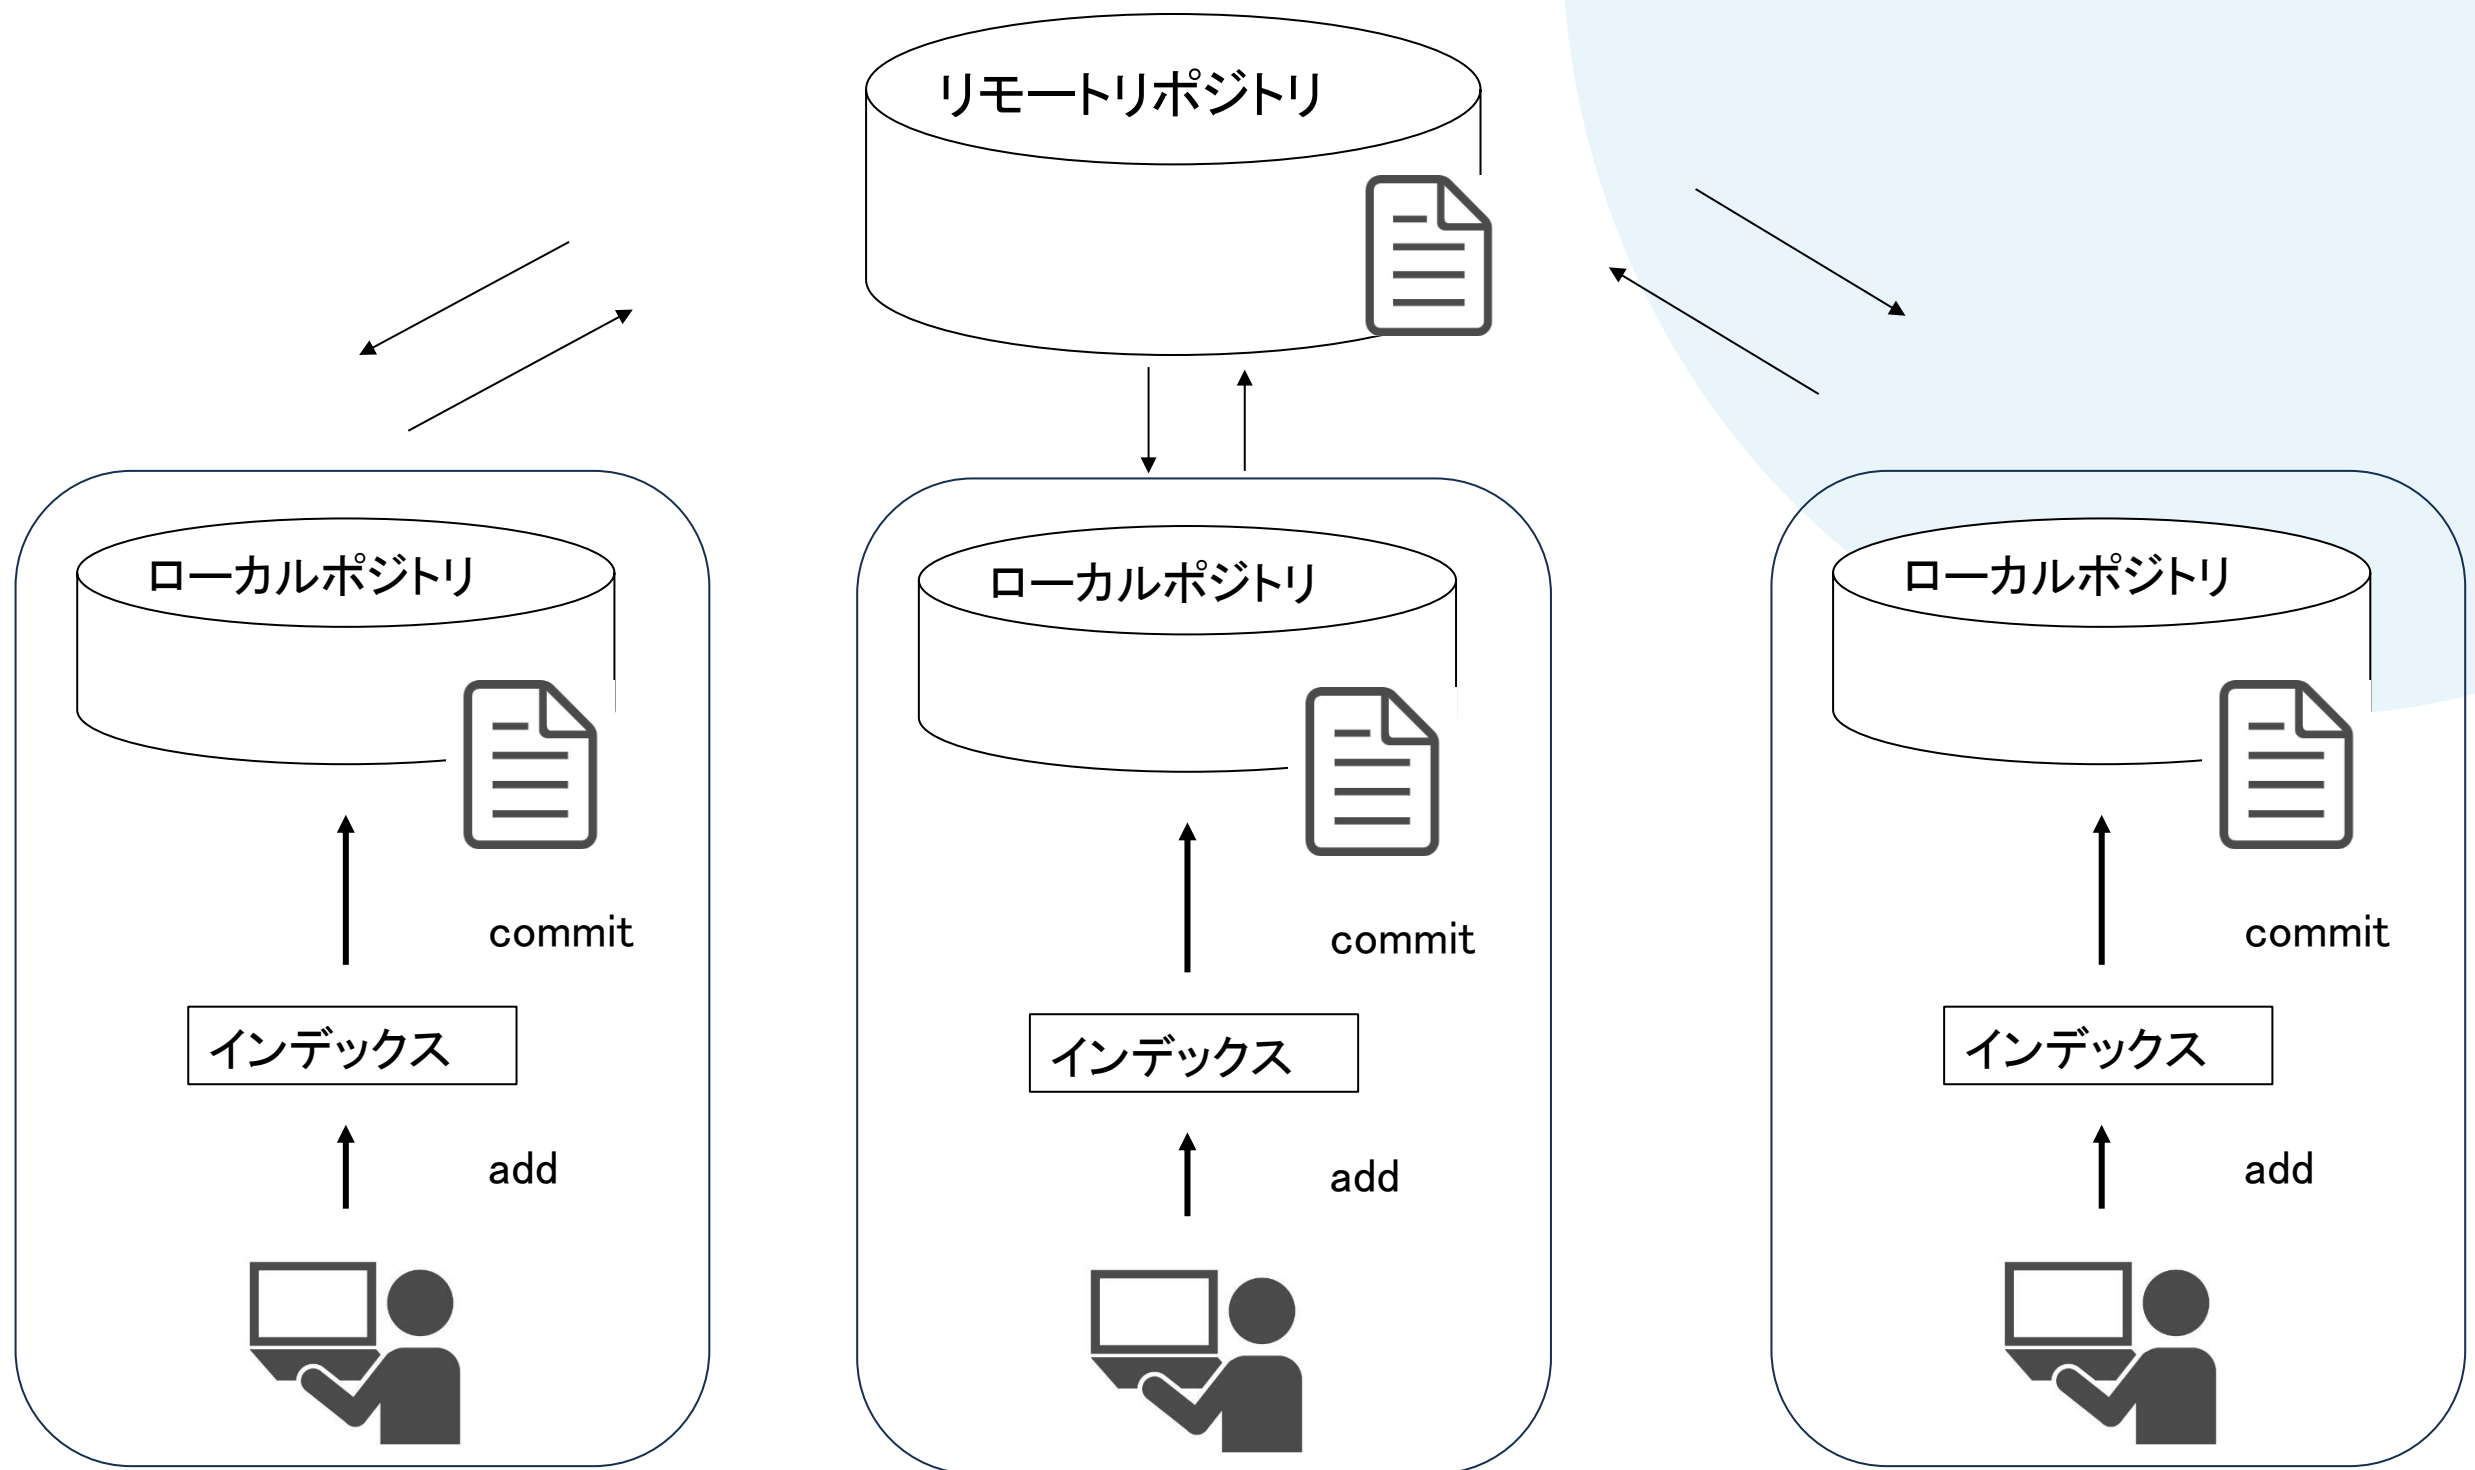 リモートリポジトリ
ローカルポジトリ
ローカルポジトリ
ローカルポジトリ
commit
commit
commit
インデックス
インデックス
インデックス
add
add
add